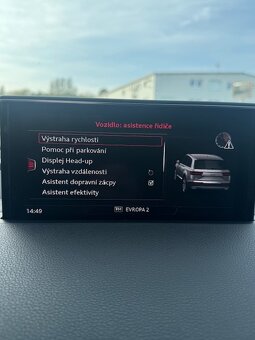 Vozidlo: asistence řidiče
Výstraha rychlosti
Pomoc při parkování
Displej Head-up
Výstraha vzdálenosti
Asistent dopravní zácpy
Asistent efektivity
14:49
EVROPA 2